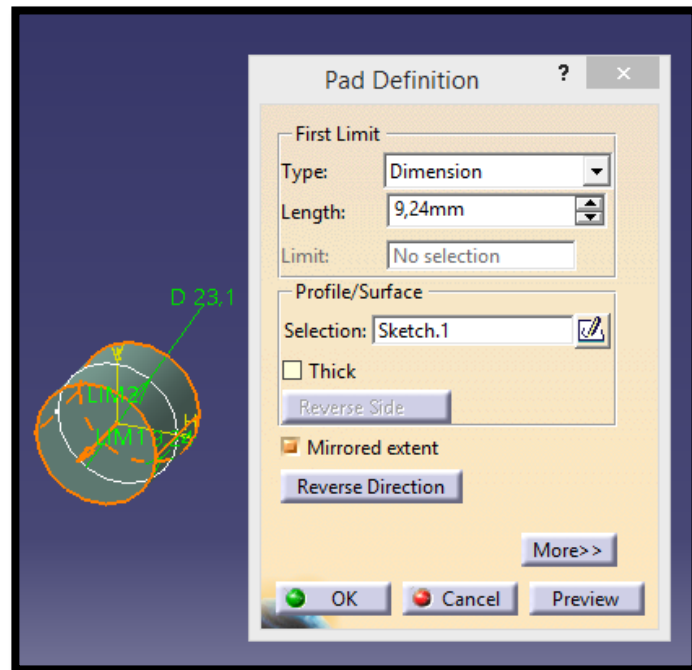 Pad Definition ? ×
First Limit
Type: Dimension
Length: 9,24mm
Limit: No selection
Profile/Surface
Selection: Sketch.1
Thick
Reverse Side
Mirrored extent
Reverse Direction
More>>
OK Cancel Preview
D 23,1
V
LIM2
H
LIM1